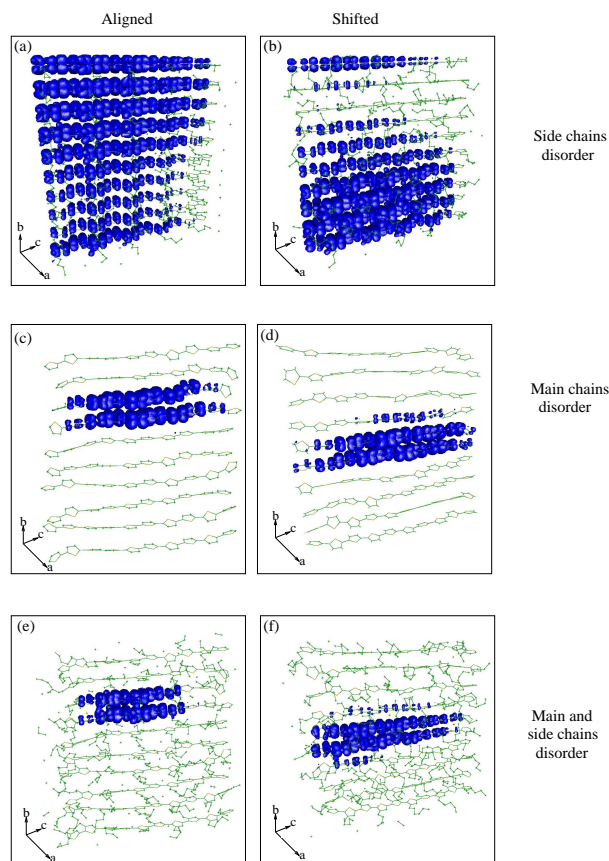 Aligned
Shifted
(a)
(b)
Side chains
disorder
b
c
a
b
c
a
(c)
(d)
Main chains
disorder
b
c
a
b
c
a
(e)
(f)
Main and
side chains
disorder
b
c
a
b
c
a